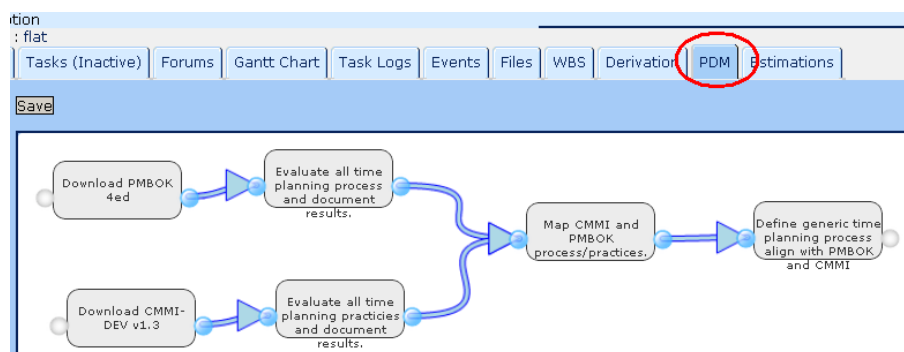 : flat
Tasks (Inactive) Forums Gantt Chart Task Logs Events Files WBS Derivation PDM Estimations
Save
Download PMBOK
4ed
Evaluate all time
planning process
and document
results.
Map CMMI and
PMBOK
process/practices.
Define generic time
planning process
align with PMBOK
and CMMI
Download CMMI-
DEV v1.3
Evaluate all time
planning practicies
and document
results.